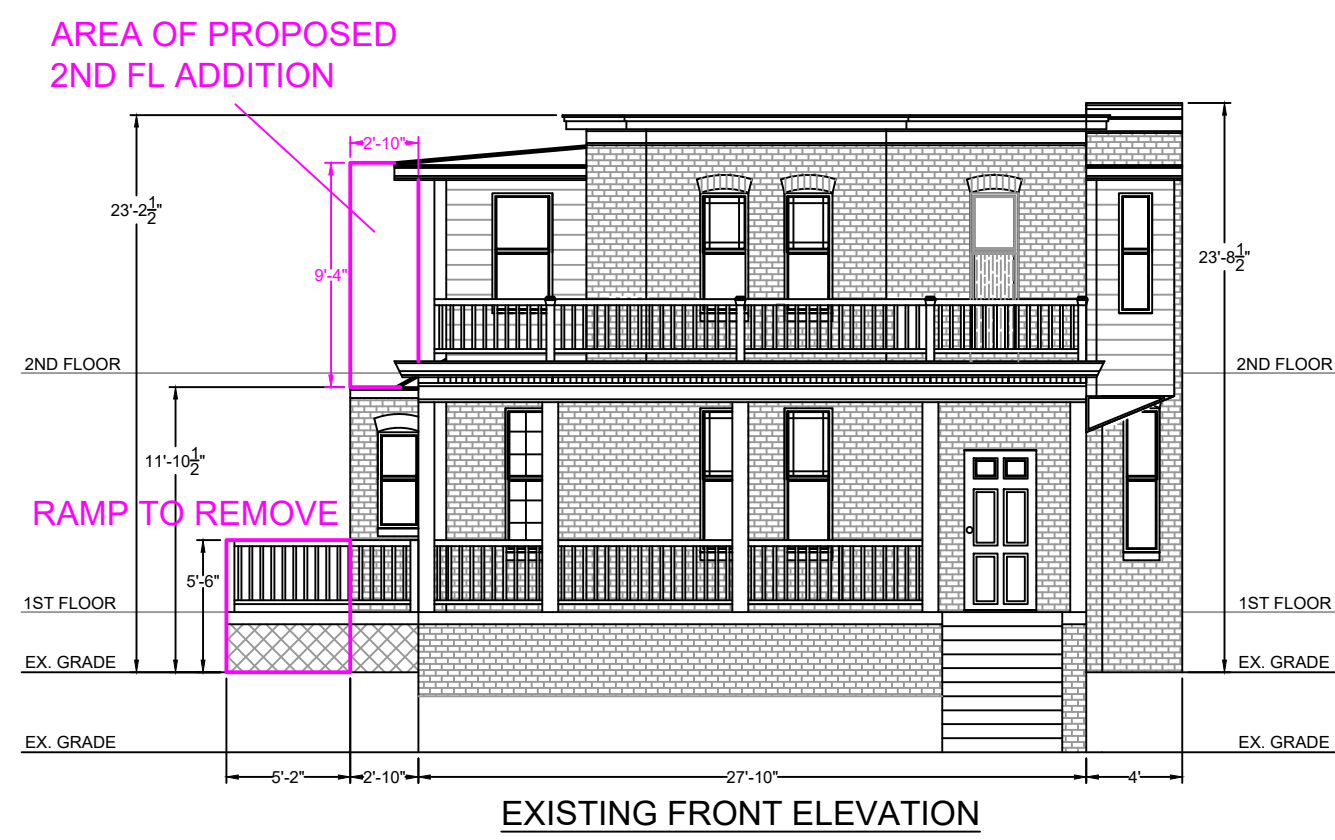 AREA OF PROPOSED
2ND FL ADDITION
2'-10"
23'-2 1/2"
9'-4"
23'-8 1/2"
2ND FLOOR
2ND FLOOR
11'-10 1/2"
RAMP TO REMOVE
5'-6"
1ST FLOOR
1ST FLOOR
EX. GRADE
EX. GRADE
EX. GRADE
EX. GRADE
5'-2"
2'-10"
27'-10"
4'
EXISTING FRONT ELEVATION